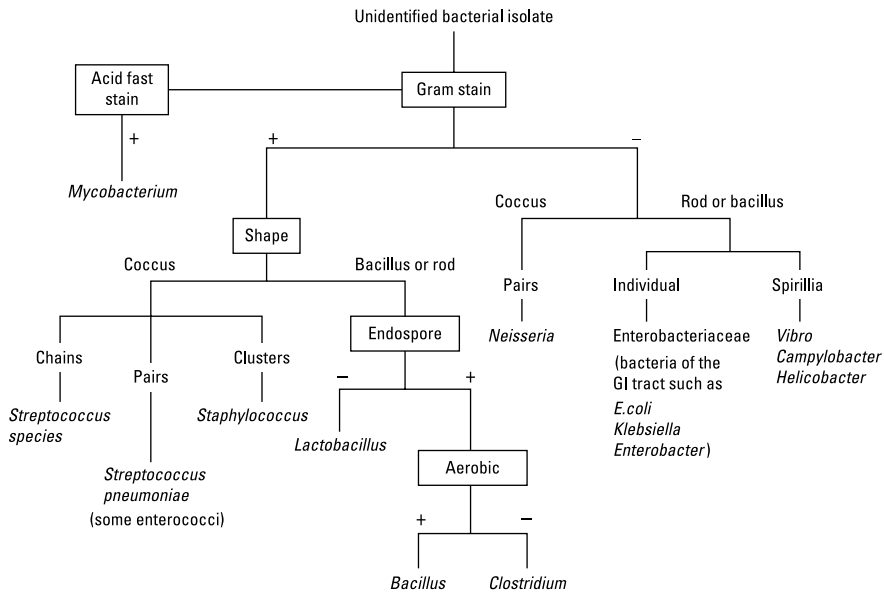 Unidentified bacterial isolate
Acid fast
stain
Gram stain
+
+
–
Mycobacterium
Coccus
Rod or bacillus
Shape
Coccus
Bacillus or rod
Pairs
Individual
Spirillia
Endospore
Neisseria
Enterobacteriaceae
(bacteria of the
GI tract such as
E.coli
Klebsiella
Enterobacter)
Vibro
Campylobacter
Helicobacter
Chains
Pairs
Clusters
–
+
Streptococcus
species
Staphylococcus
Lactobacillus
Streptococcus
pneumoniae
(some enterococci)
Aerobic
+
–
Bacillus
Clostridium